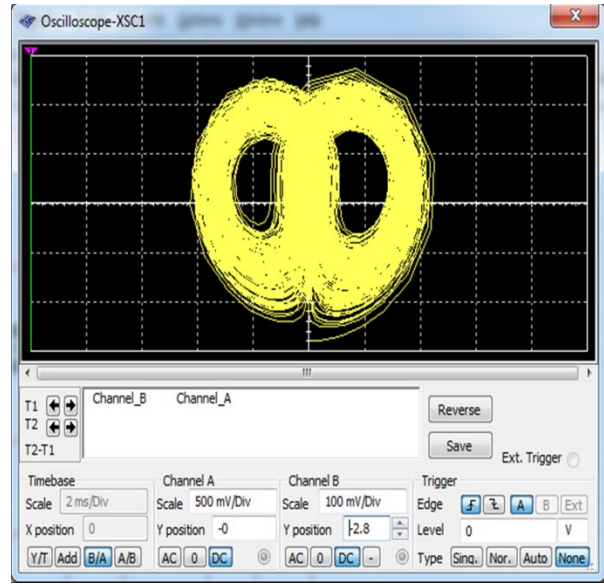 Oscilloscope-XSC1
T1
T2
T2-T1
Channel_B Channel_A
Reverse
Save
Ext. Trigger
Timebase
Scale 2 ms/Div
X position 0
Y/T Add B/A A/B
Channel A
Scale 500 mV/Div
Y position -0
AC 0 DC
Channel B
Scale 100 mV/Div
Y position -2.8
AC 0 DC -
Trigger
Edge A B Ext
Level 0 V
Type Sing. Nor. Auto None